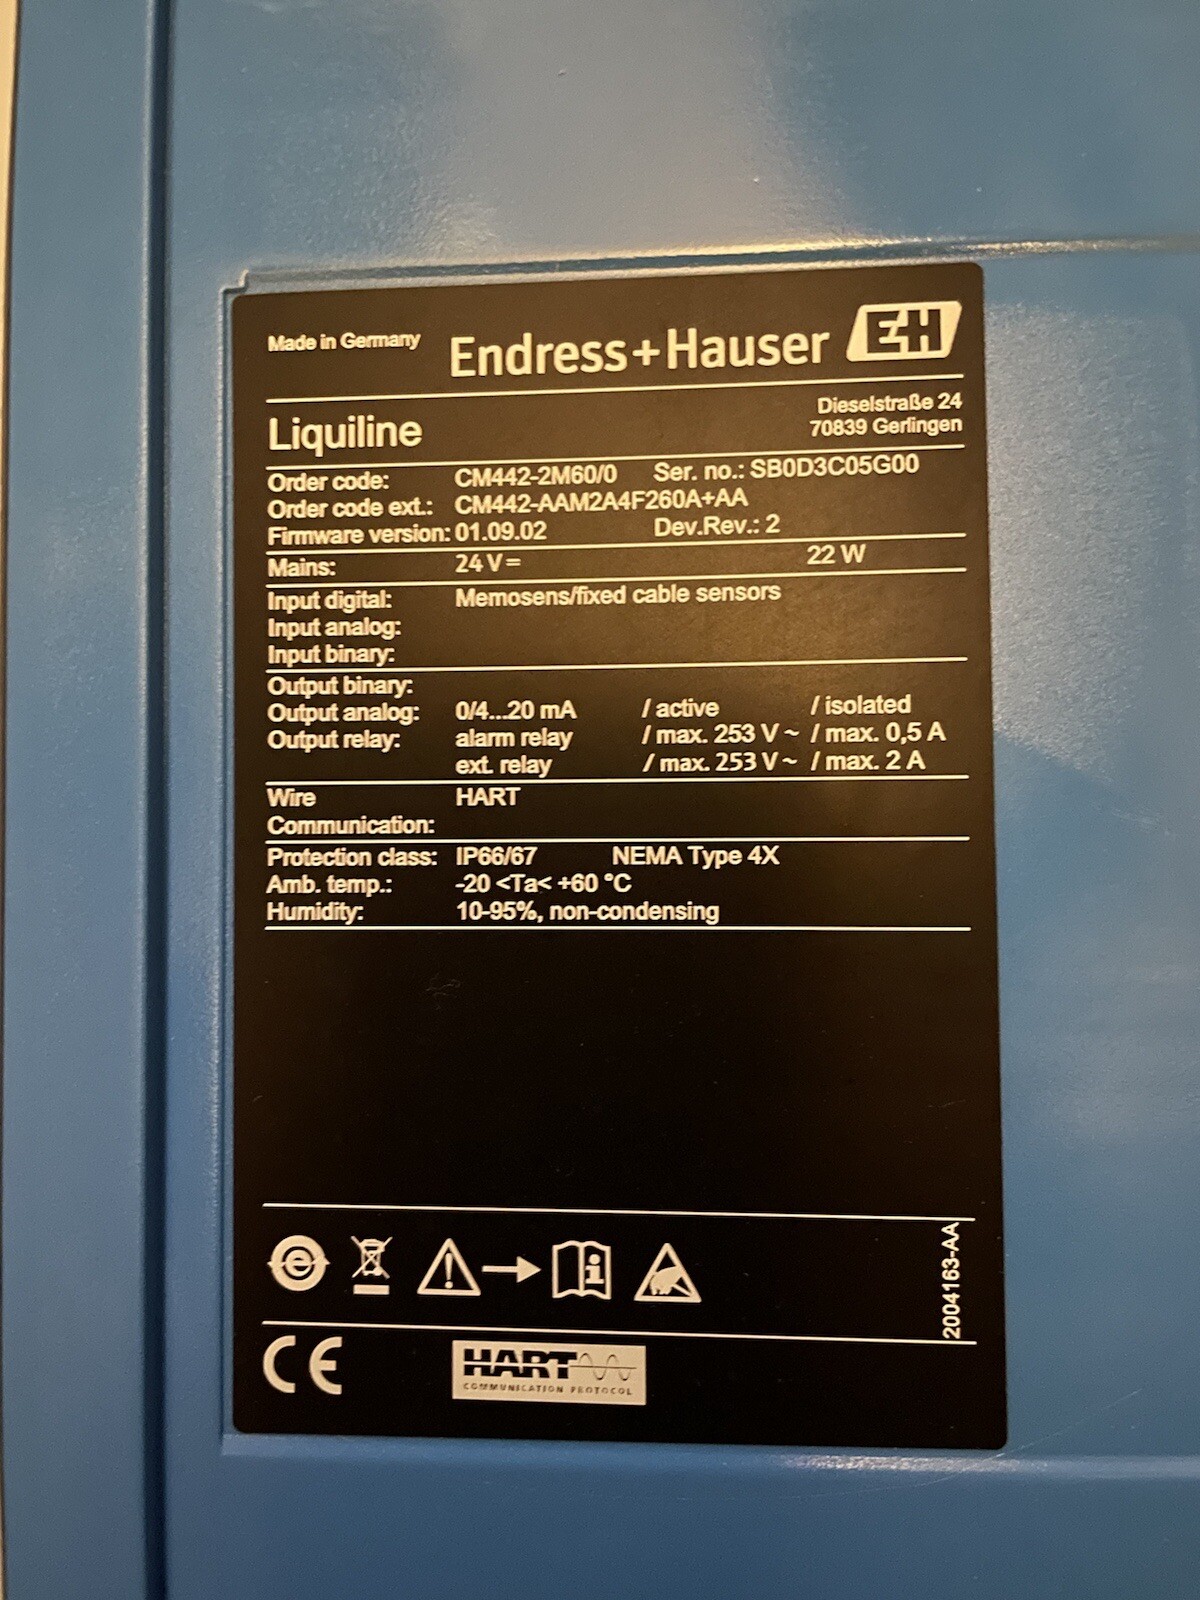 Made in Germany Endress+Hauser EH
Liquiline
Dieselstraße 24
70839 Gerlingen
Order code: CM442-2M60/0 Ser. no.: SB0D3C05G00
Order code ext.: CM442-AAM2A4F260A+AA
Firmware version: 01.09.02 Dev.Rev.: 2
Mains: 24 V= 22 W
Input digital: Memosens/fixed cable sensors
Input analog:
Input binary:
Output binary:
Output analog: 0/4...20 mA / active / isolated
Output relay: alarm relay / max. 253 V ~ / max. 0,5 A
ext. relay / max. 253 V ~ / max. 2 A
Wire HART
Communication:
Protection class: IP66/67 NEMA Type 4X
Amb. temp.: -20 <Ta< +60 °C
Humidity: 10-95%, non-condensing
e i
2004163-AA
CE HART
COMMUNICATION PROTOCOL